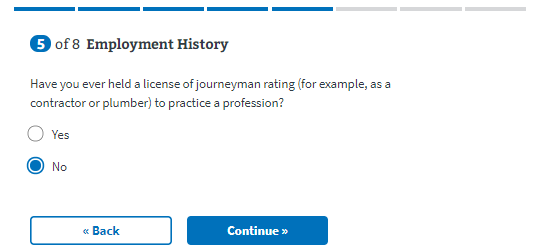 5 of 8 Employment History
Have you ever held a license of journeyman rating (for example, as a
contractor or plumber) to practice a profession?
Yes
No
« Back
Continue »